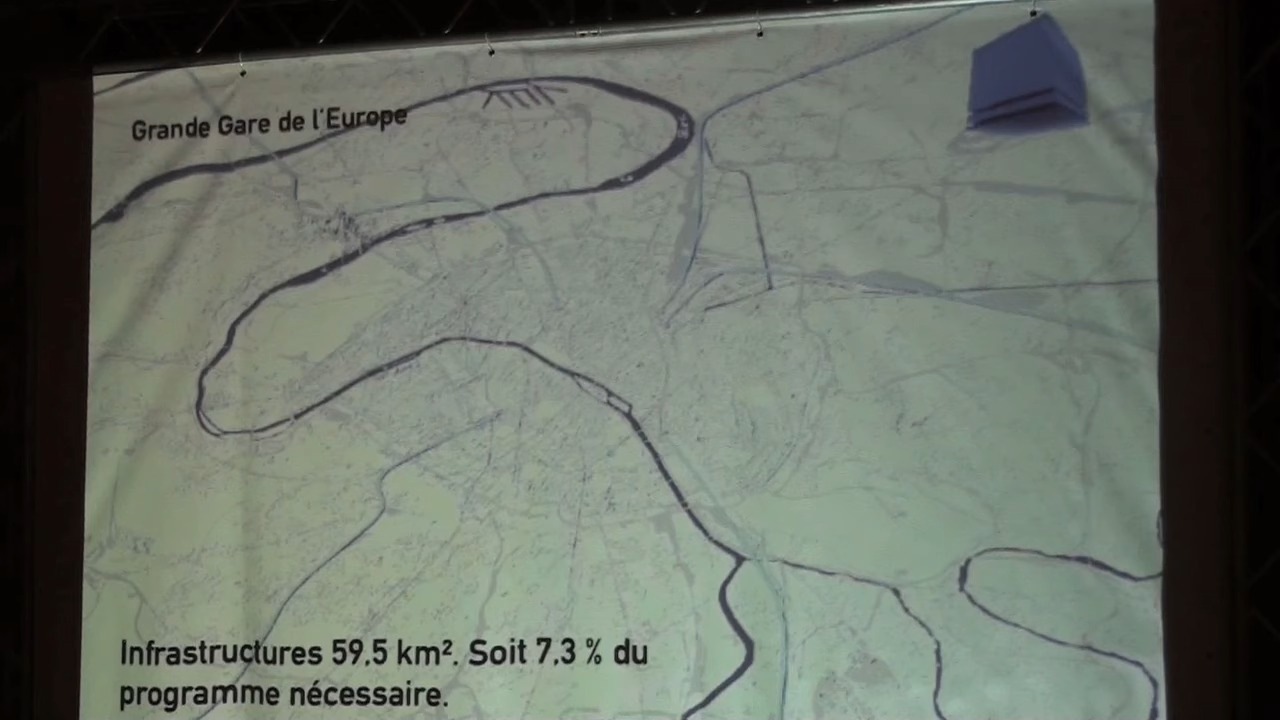 Grande Gare de l'Europe
Infrastructures 59,5 km². Soit 7,3 % du
programme nécessaire.